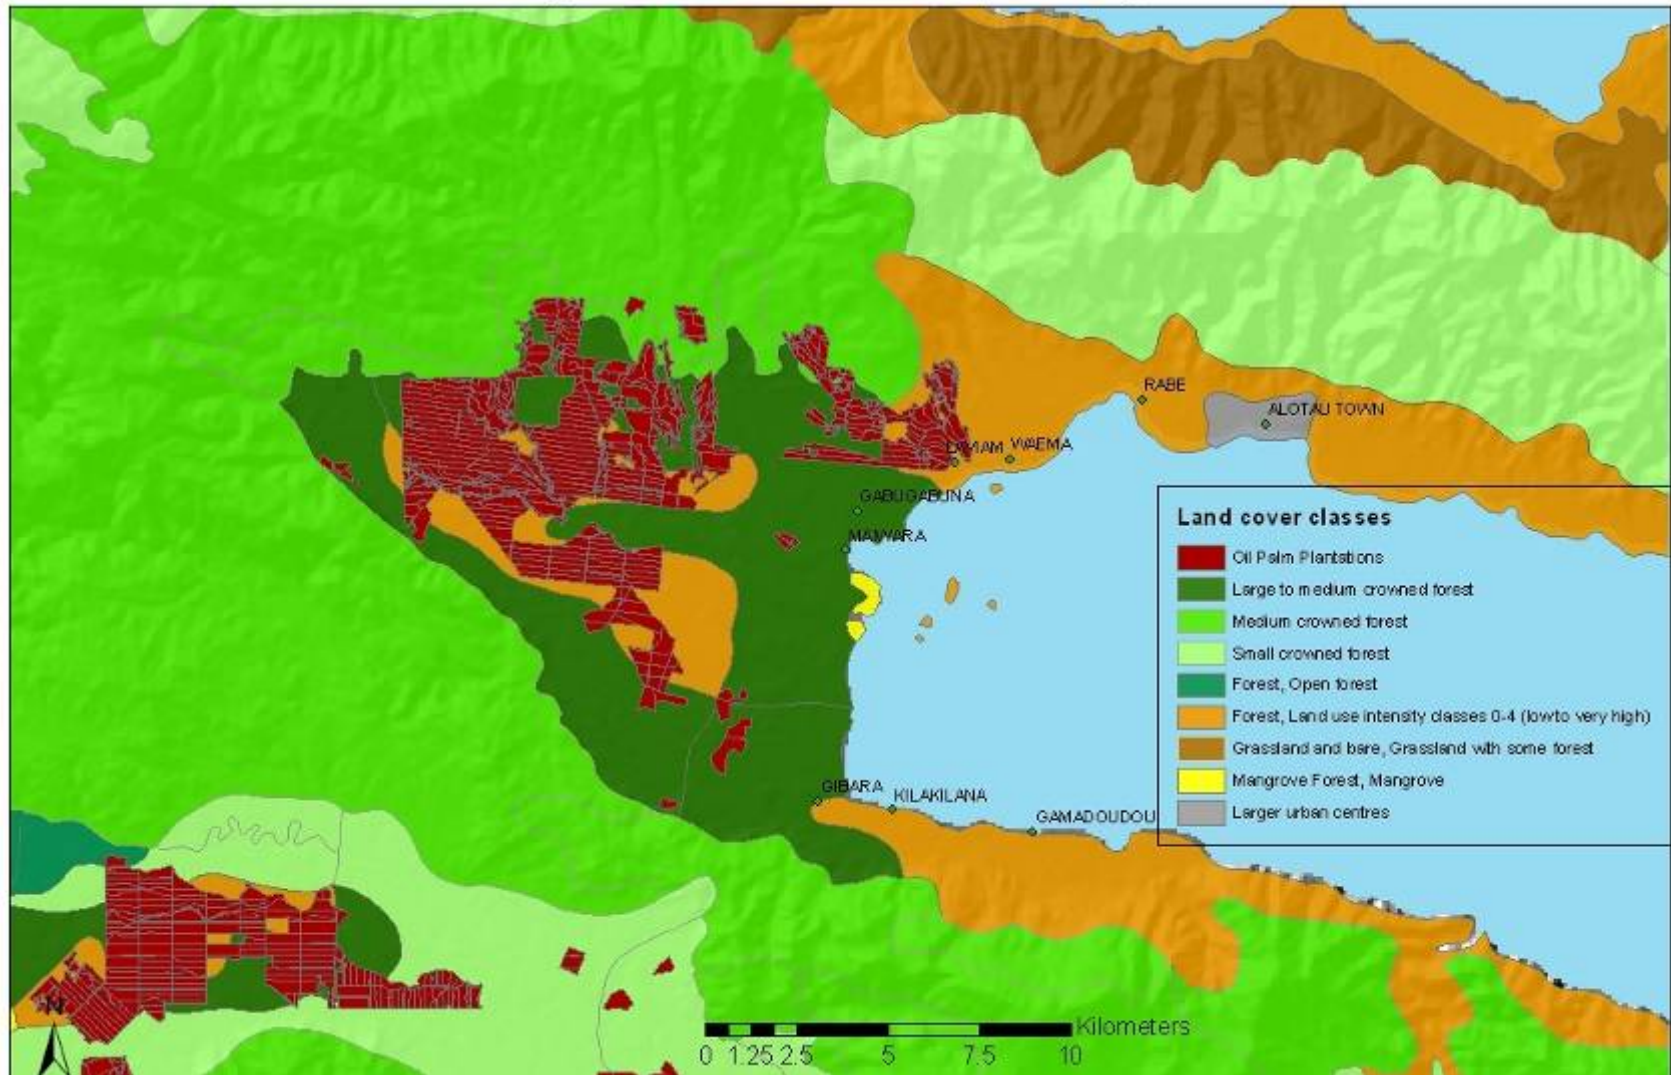 RABE
ALOTAU TOWN
WAEMA
GABUGABUNA
MAIWARA
Land cover classes
Oil Palm Plantations
Large to medium crowned forest
Medium crowned forest
Small crowned forest
Forest, Open forest
Forest, Land use intensity classes 0-4 (low to very high)
Grassland and bare, Grassland with some forest
Mangrove Forest, Mangrove
Larger urban centres
GIBARA
KILAKILANA
GAMADOUDOU
N
Kilometers
0 1.25 2.5 5 7.5 10